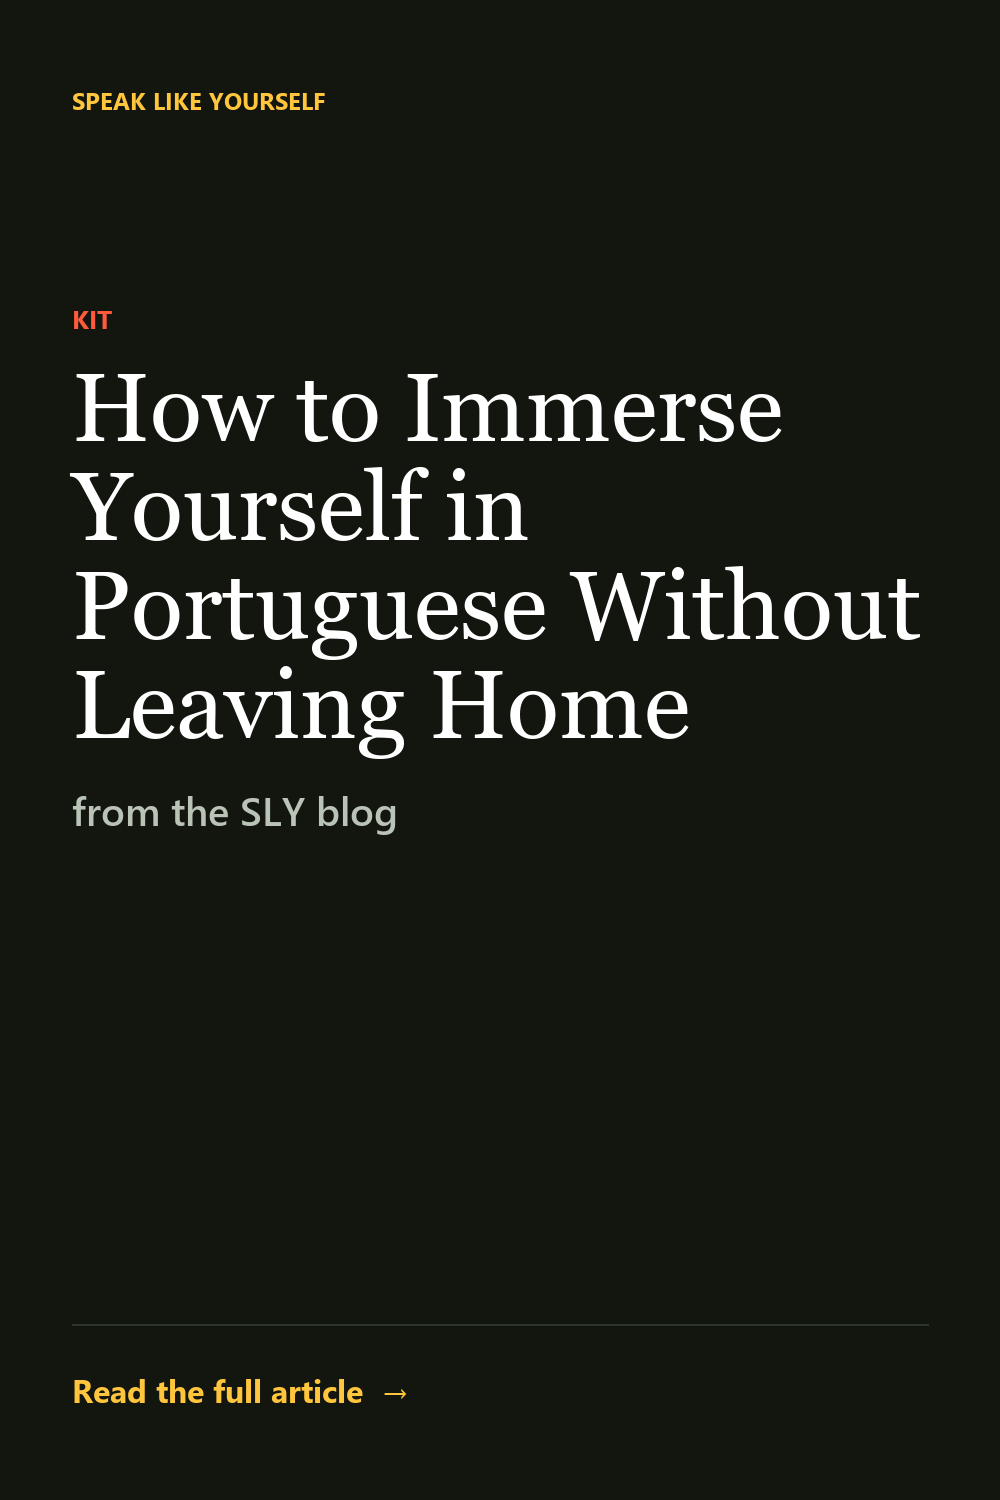 SPEAK LIKE YOURSELF
KIT
How to Immerse
Yourself in
Portuguese Without
Leaving Home
from the SLY blog
Read the full article →